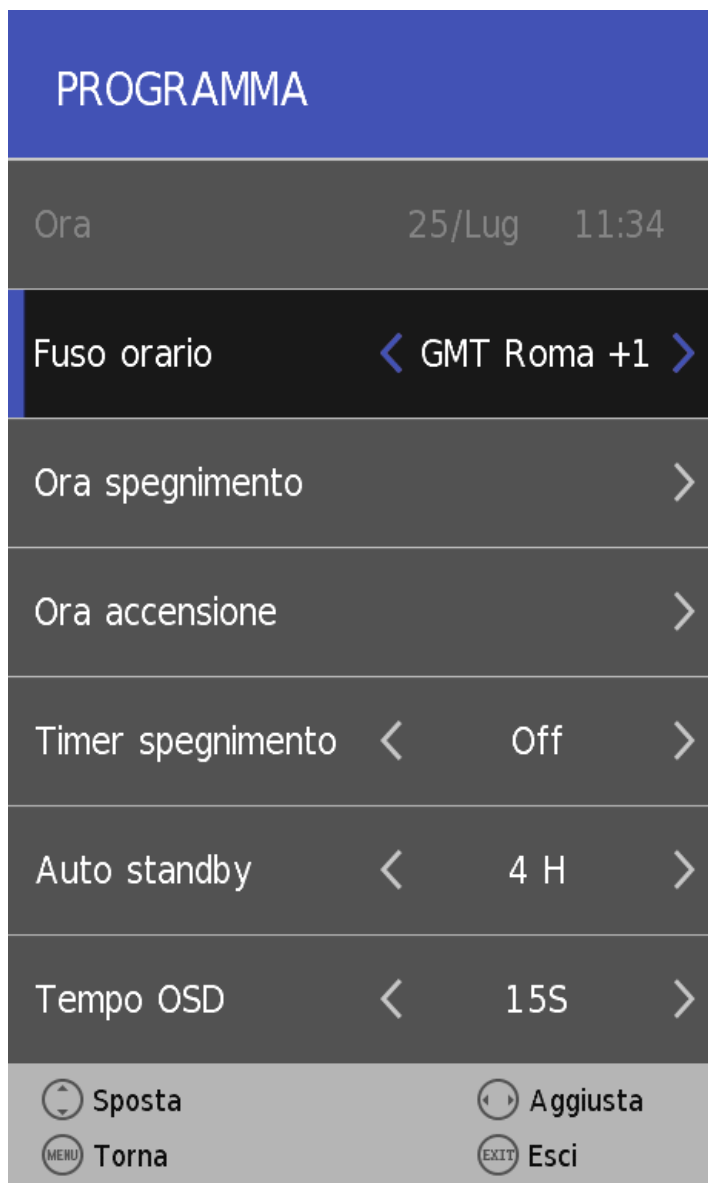 PROGRAMMA
Ora 25/Lug 11:34
Fuso orario GMT Roma +1
Ora spegnimento
Ora accensione
Timer spegnimento Off
Auto standby 4 H
Tempo OSD 15S
Sposta Aggiusta
MENU Torna EXIT Esci